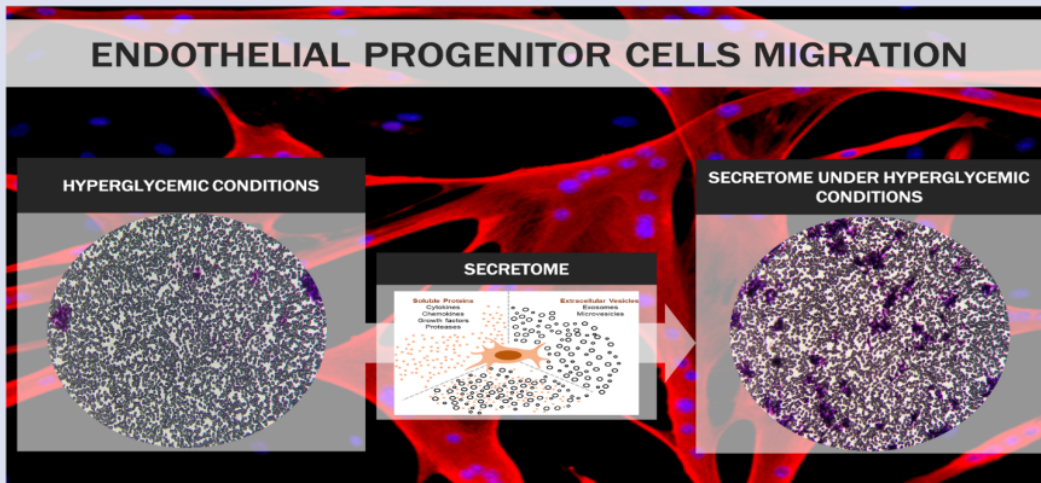 ENDOTHELIAL PROGENITOR CELLS MIGRATION
HYPERGLYCEMIC CONDITIONS
SECRETOME
Soluble Proteins
Cytokines
Chemokines
Growth factors
Proteases
Extracellular Vesicles
Exosomes
Microvesicles
SECRETOME UNDER HYPERGLYCEMIC
CONDITIONS